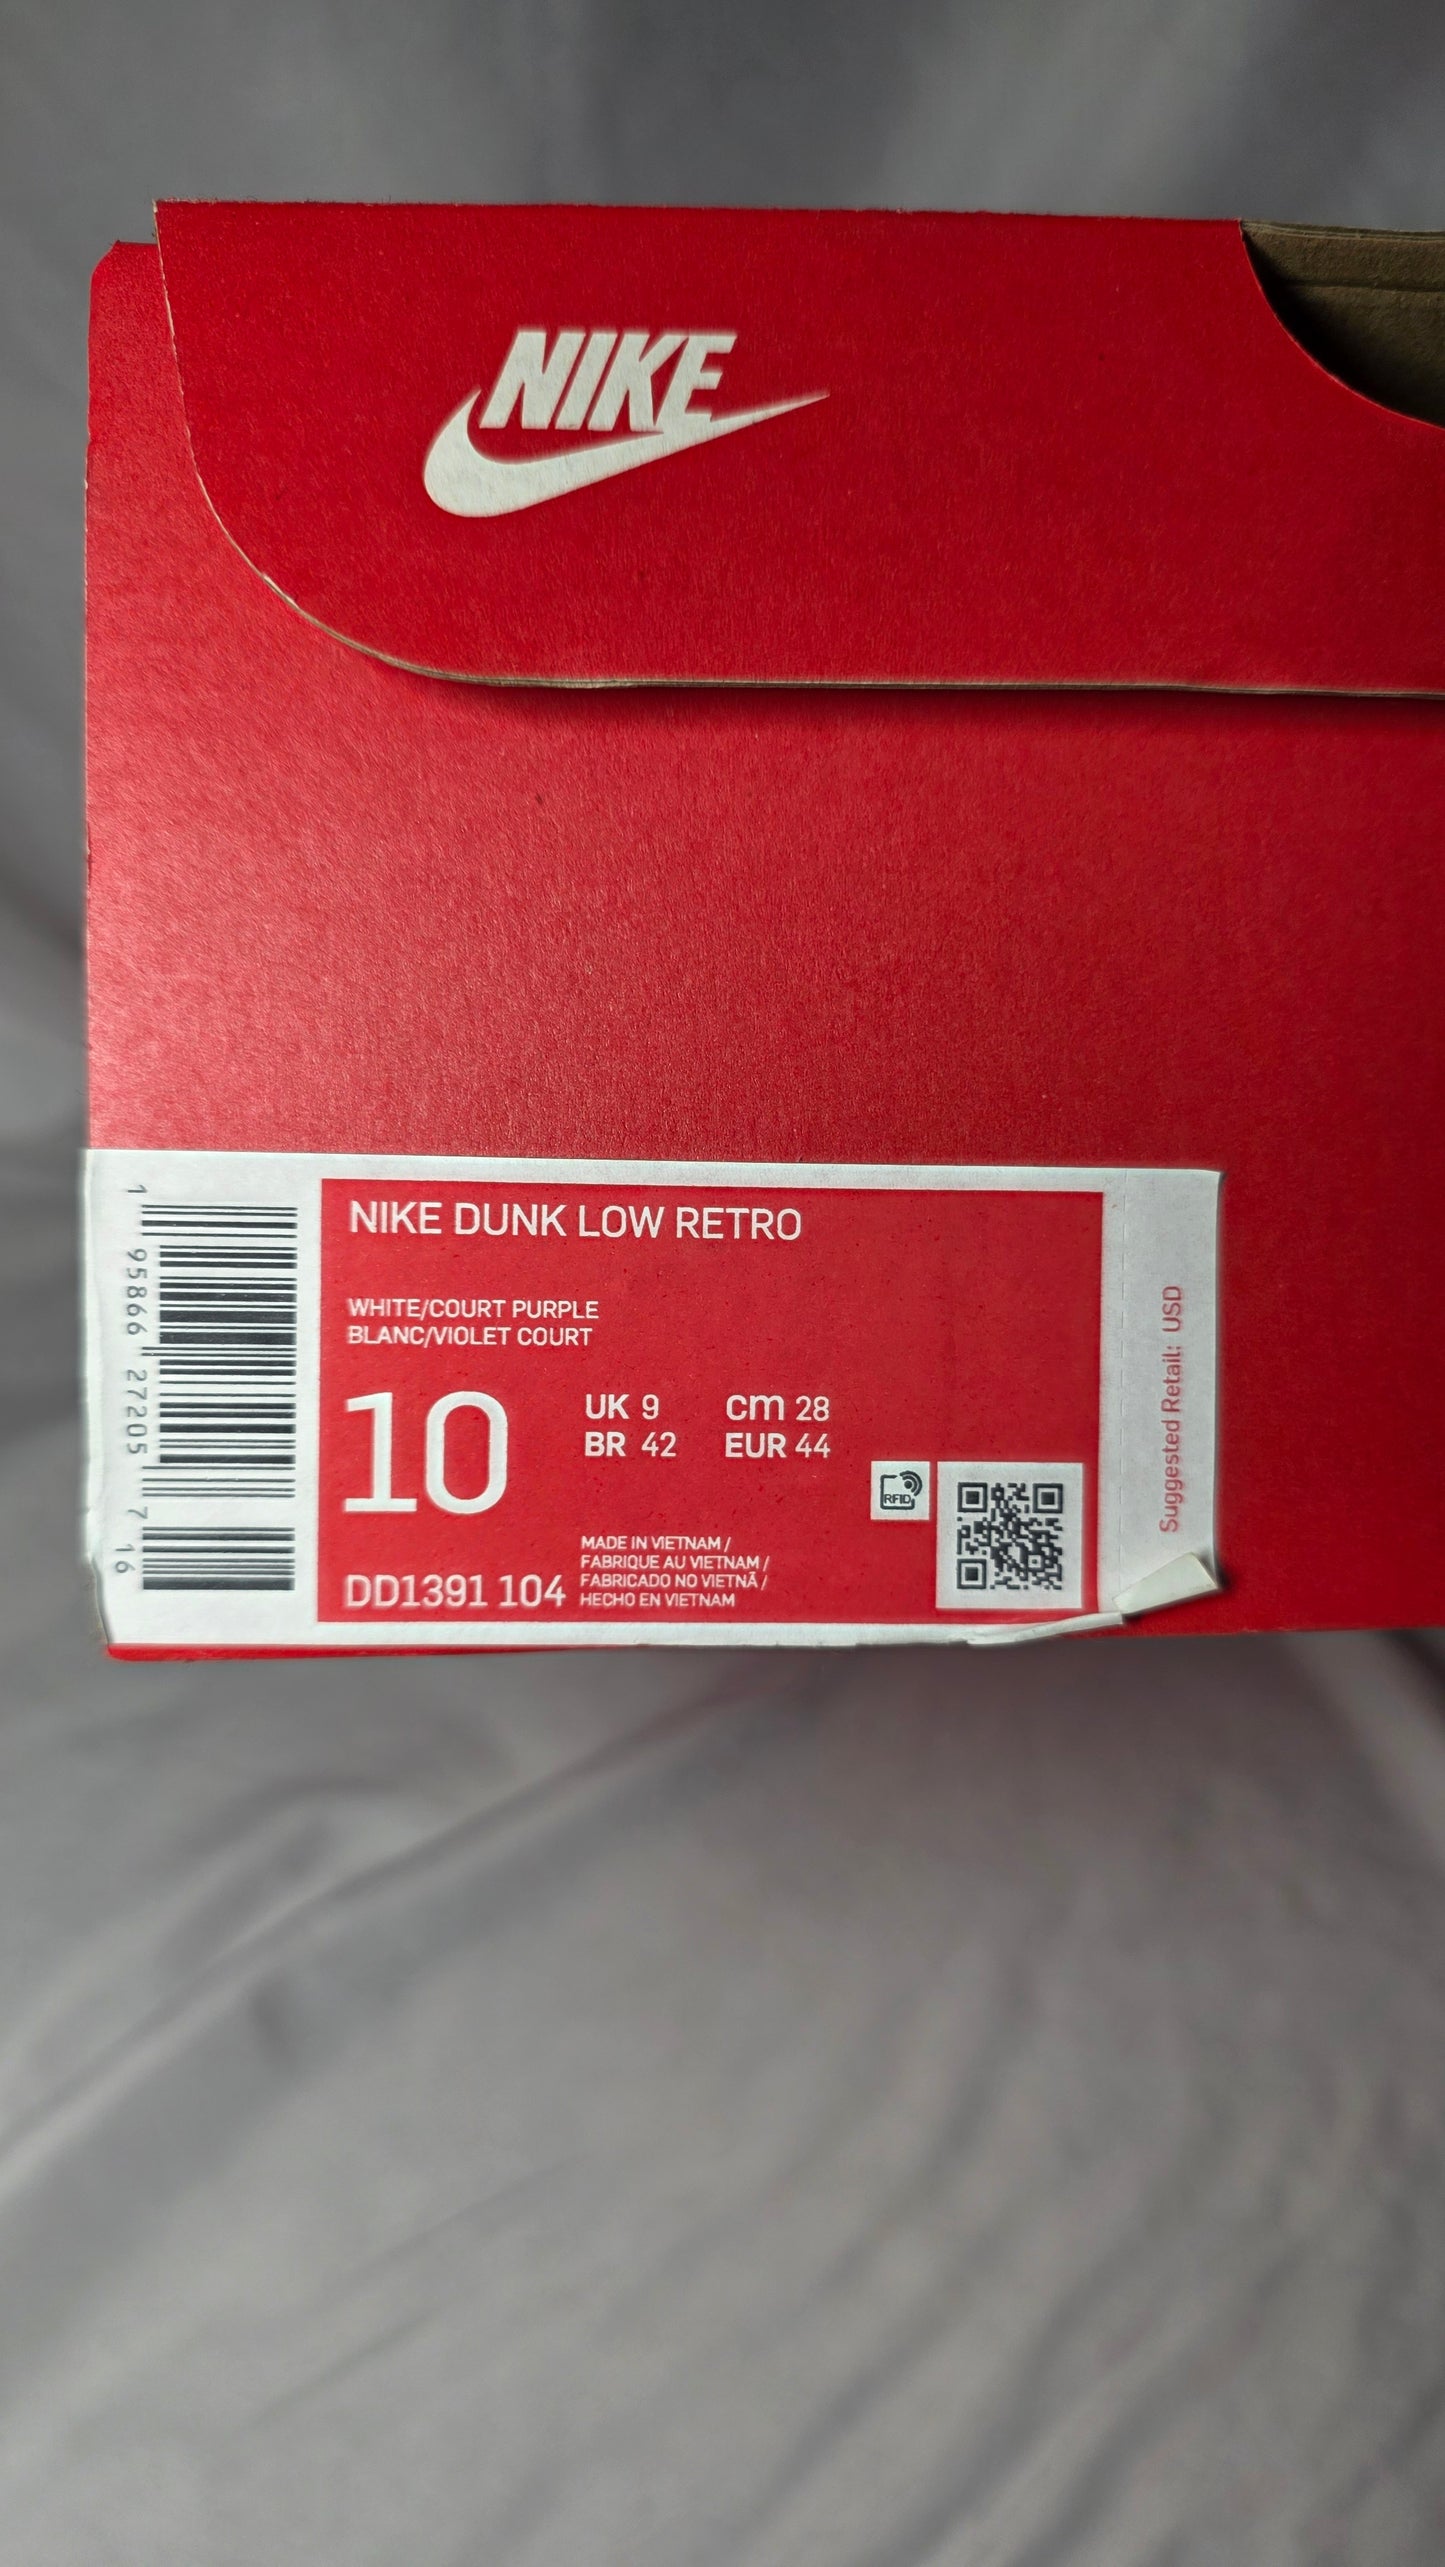 NIKE
NIKE DUNK LOW RETRO
WHITE/COURT PURPLE
BLANC/VIOLET COURT
10
UK 9 cm 28
BR 42 EUR 44
DD1391 104
MADE IN VIETNAM /
FABRIQUE AU VIETNAM /
FABRICADO NO VIETNÃ /
HECHO EN VIETNAM
RFID
Suggested Retail: USD
1 95866 27205 7 16